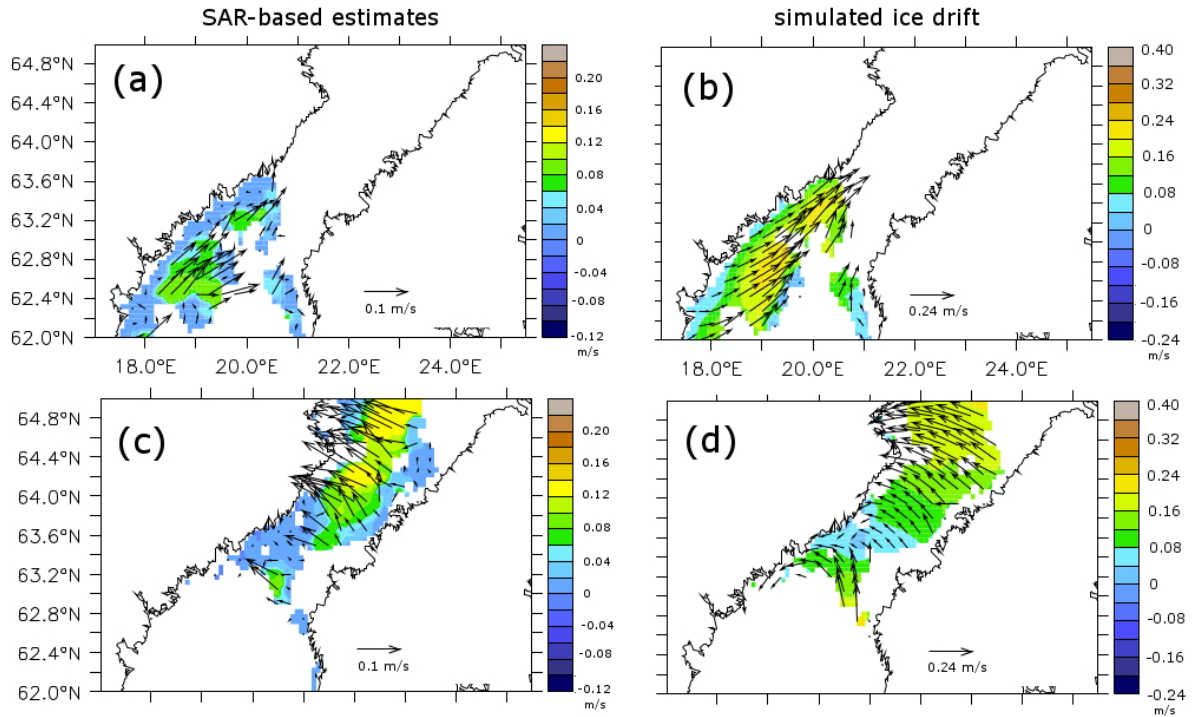 SAR-based estimates
simulated ice drift
(a)
64.8°N
64.4°N
64.0°N
63.6°N
63.2°N
62.8°N
62.4°N
62.0°N
18.0°E 20.0°E 22.0°E 24.0°E
0.1 m/s
0.20
0.16
0.12
0.08
0.04
0
-0.04
-0.08
-0.12
m/s
(b)
18.0°E 20.0°E 22.0°E 24.0°E
0.24 m/s
0.40
0.32
0.24
0.16
0.08
0
-0.08
-0.16
-0.24
m/s
(c)
64.8°N
64.4°N
64.0°N
63.6°N
63.2°N
62.8°N
62.4°N
62.0°N
0.1 m/s
0.20
0.16
0.12
0.08
0.04
0
-0.04
-0.08
-0.12
m/s
(d)
0.24 m/s
0.40
0.32
0.24
0.16
0.08
0
-0.08
-0.16
-0.24
m/s